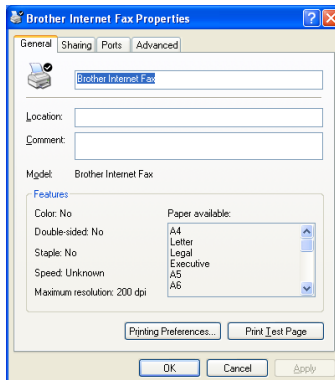 Brother Internet Fax Properties
General Sharing Ports Advanced
Brother Internet Fax
Location:
Comment:
Model: Brother Internet Fax
Features
Color: No
Paper available:
Double-sided: No
A4
Letter
Staple: No
Legal
Executive
Speed: Unknown
A5
Maximum resolution: 200 dpi
A6
Printing Preferences... Print Test Page
OK Cancel Apply